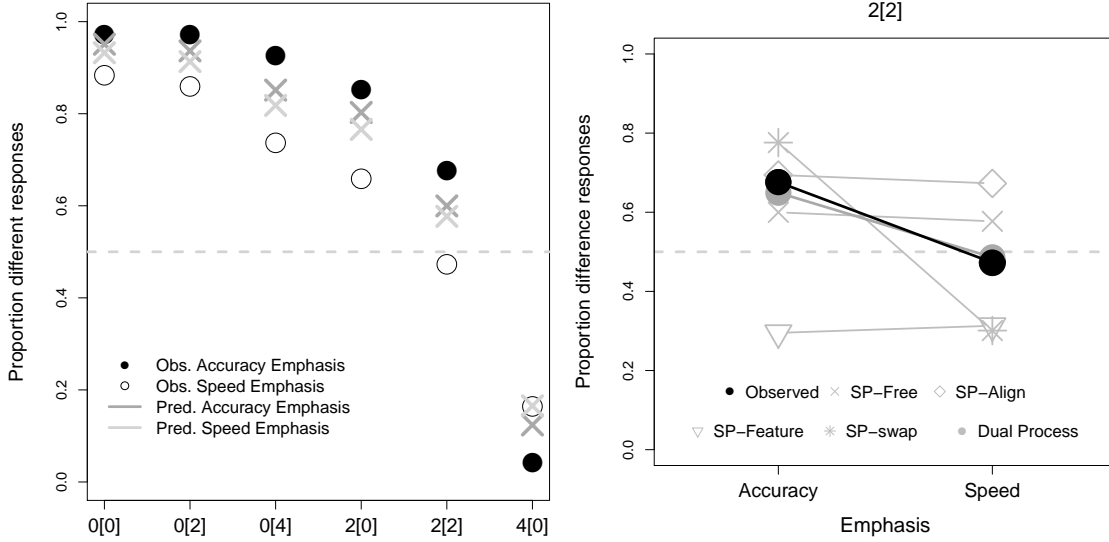 Proportion different responses
1.0
0.8
0.6
0.4
0.2
0.0
Obs. Accuracy Emphasis
Obs. Speed Emphasis
Pred. Accuracy Emphasis
Pred. Speed Emphasis
0[0] 0[2] 0[4] 2[0] 2[2] 4[0]
2[2]
Proportion difference responses
1.0
0.8
0.6
0.4
0.2
0.0
Observed SP−Free SP−Align
SP−Feature SP−swap Dual Process
Accuracy Speed
Emphasis